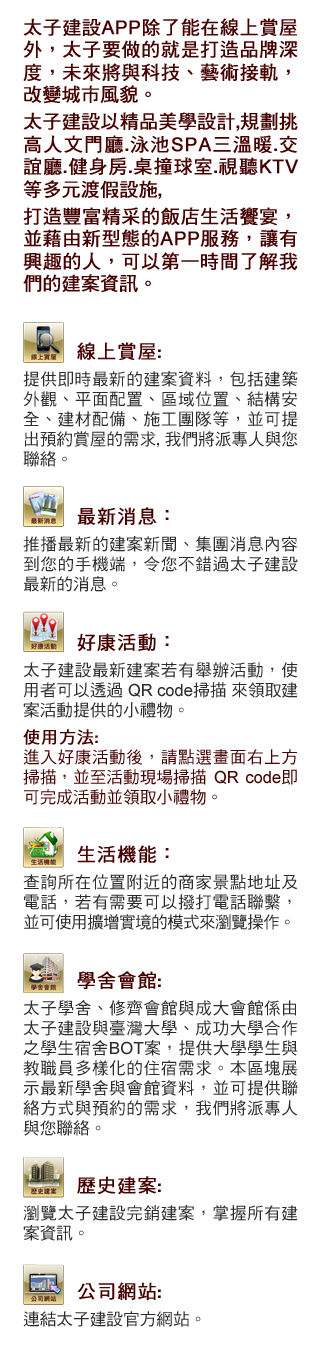 太子建設APP除了能在線上賞屋
外，太子要做的就是打造品牌深
度，未來將與科技、藝術接軌，
改變城市風貌。
太子建設以精品美學設計,規劃挑
高人文門廳.泳池SPA三溫暖.交
誼廳.健身房.桌撞球室.視聽KTV
等多元渡假設施,
打造豐富精采的飯店生活饗宴，
並藉由新型態的APP服務，讓有
興趣的人，可以第一時間了解我
們的建案資訊。
線上賞屋
線上賞屋:
提供即時最新的建案資料，包括建築
外觀、平面配置、區域位置、結構安
全、建材配備、施工團隊等，並可提
出預約賞屋的需求, 我們將派專人與您
聯絡。
最新消息
最新消息：
推播最新的建案新聞、集團消息內容
到您的手機端，令您不錯過太子建設
最新的消息。
好康活動
好康活動：
太子建設最新建案若有舉辦活動，使
用者可以透過 QR code掃描 來領取建
案活動提供的小禮物。
使用方法:
進入好康活動後，請點選畫面右上方
掃描，並至活動現場掃描 QR code即
可完成活動並領取小禮物。
生活機能
生活機能：
查詢所在位置附近的商家景點地址及
電話，若有需要可以撥打電話聯繫，
並可使用擴增實境的模式來瀏覽操作。
學舍會館
學舍會館:
太子學舍、修齊會館與成大會館係由
太子建設與臺灣大學、成功大學合作
之學生宿舍BOT案，提供大學學生與
教職員多樣化的住宿需求。本區塊展
示最新學舍與會館資料，並可提供聯
絡方式與預約的需求，我們將派專人
與您聯絡。
歷史建案
歷史建案:
瀏覽太子建設完銷建案，掌握所有建
案資訊。
公司網站
公司網站:
連結太子建設官方網站。